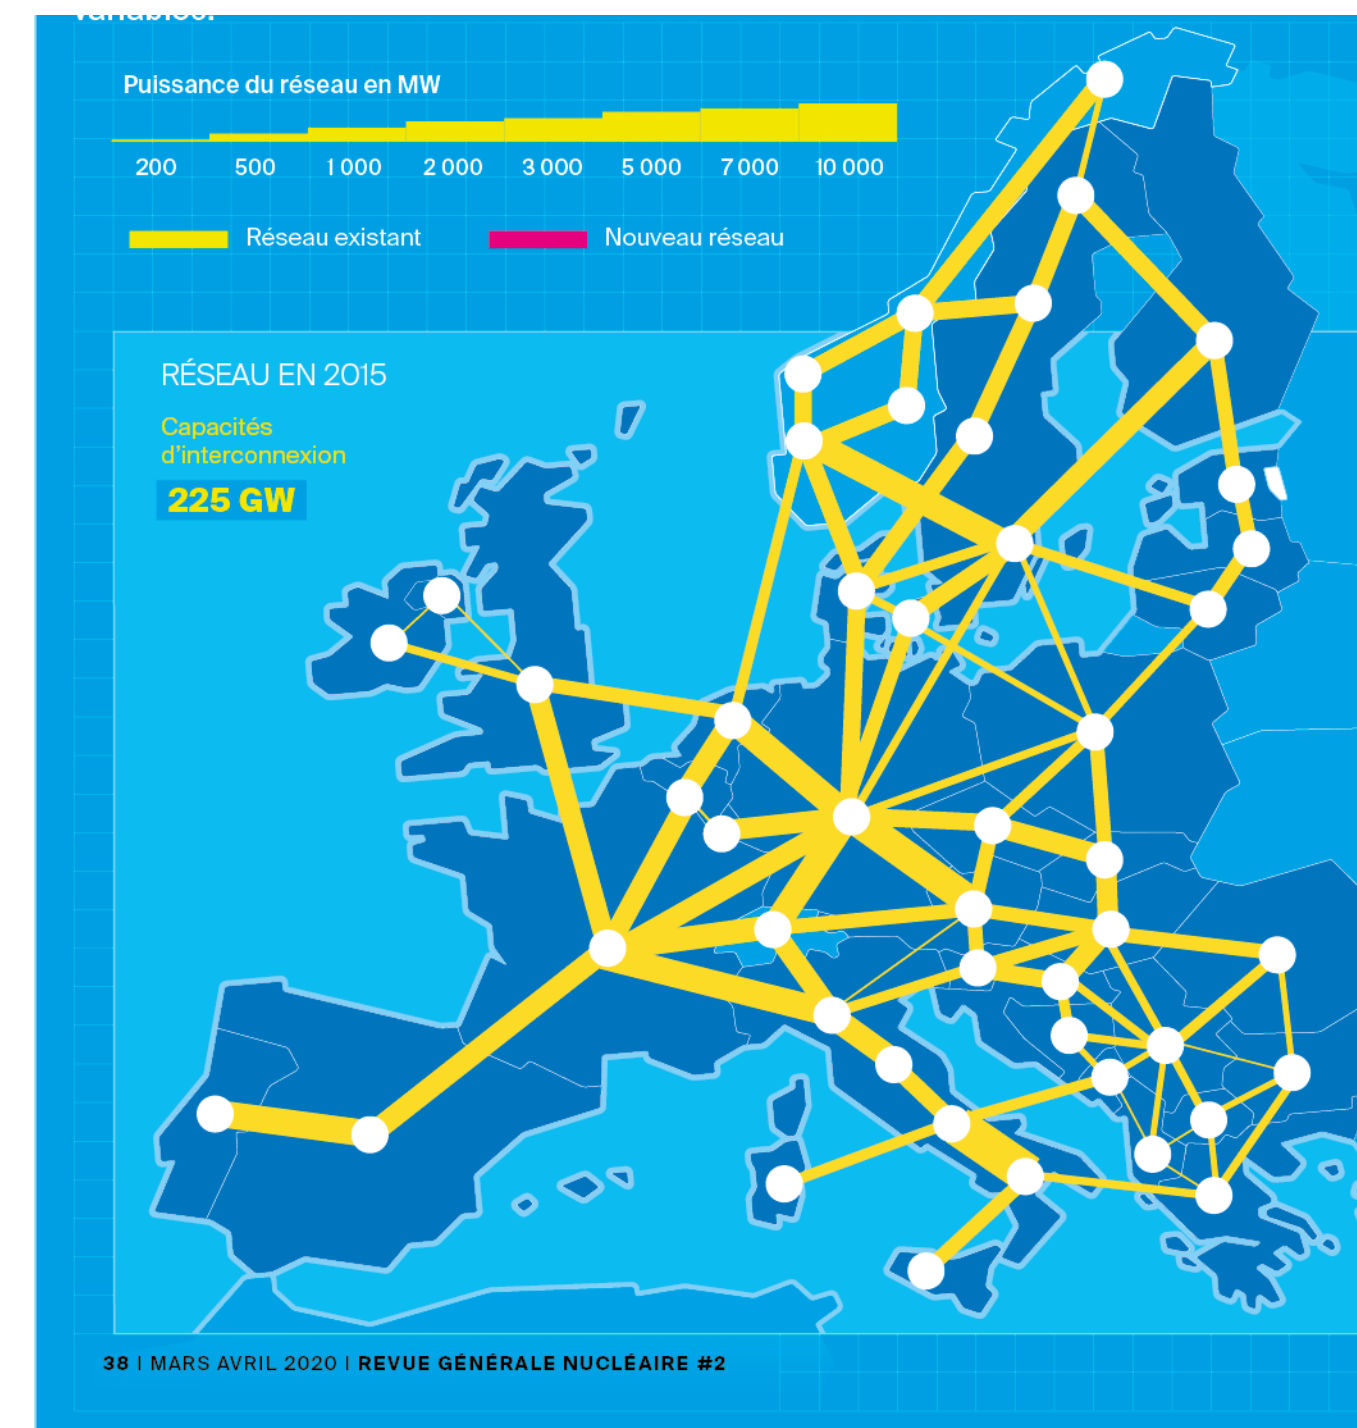 variables.
Puissance du réseau en MW
200 500 1 000 2 000 3 000 5 000 7 000 10 000
Réseau existant Nouveau réseau
RÉSEAU EN 2015
Capacités
d'interconnexion
225 GW
38 I MARS AVRIL 2020 I REVUE GÉNÉRALE NUCLÉAIRE #2